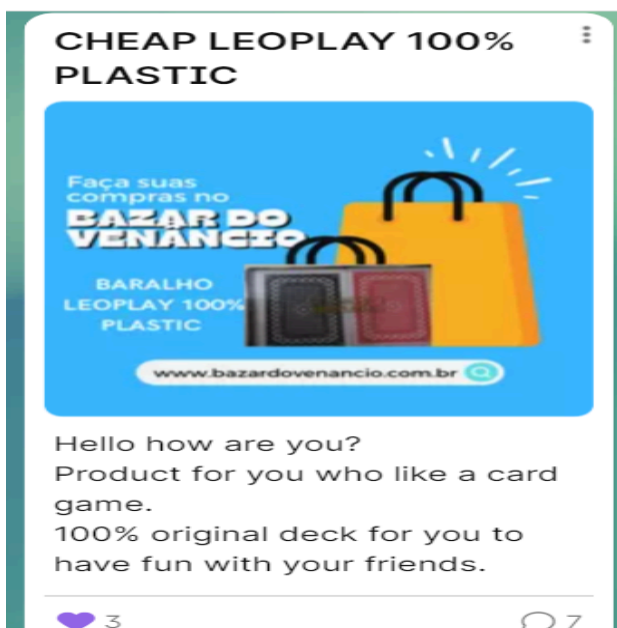 CHEAP LEOPLAY 100%
PLASTIC
Faça suas
compras no
BAZAR DO
VENÂNCIO
BARALHO
LEOPLAY 100%
PLASTIC
www.bazardovenancio.com.br
Hello how are you?
Product for you who like a card
game.
100% original deck for you to
have fun with your friends.
3
7